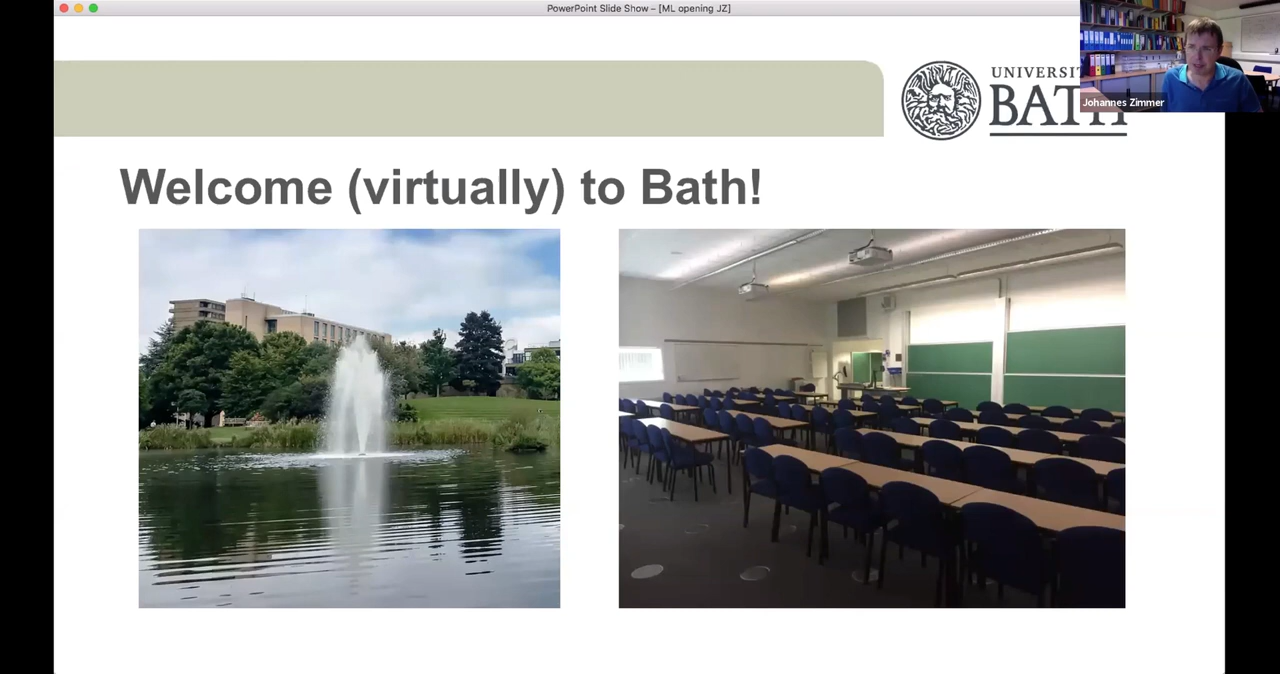 PowerPoint Slide Show – [ML opening JZ]
UNIVERSIT
BATH
Johannes Zimmer
Welcome (virtually) to Bath!